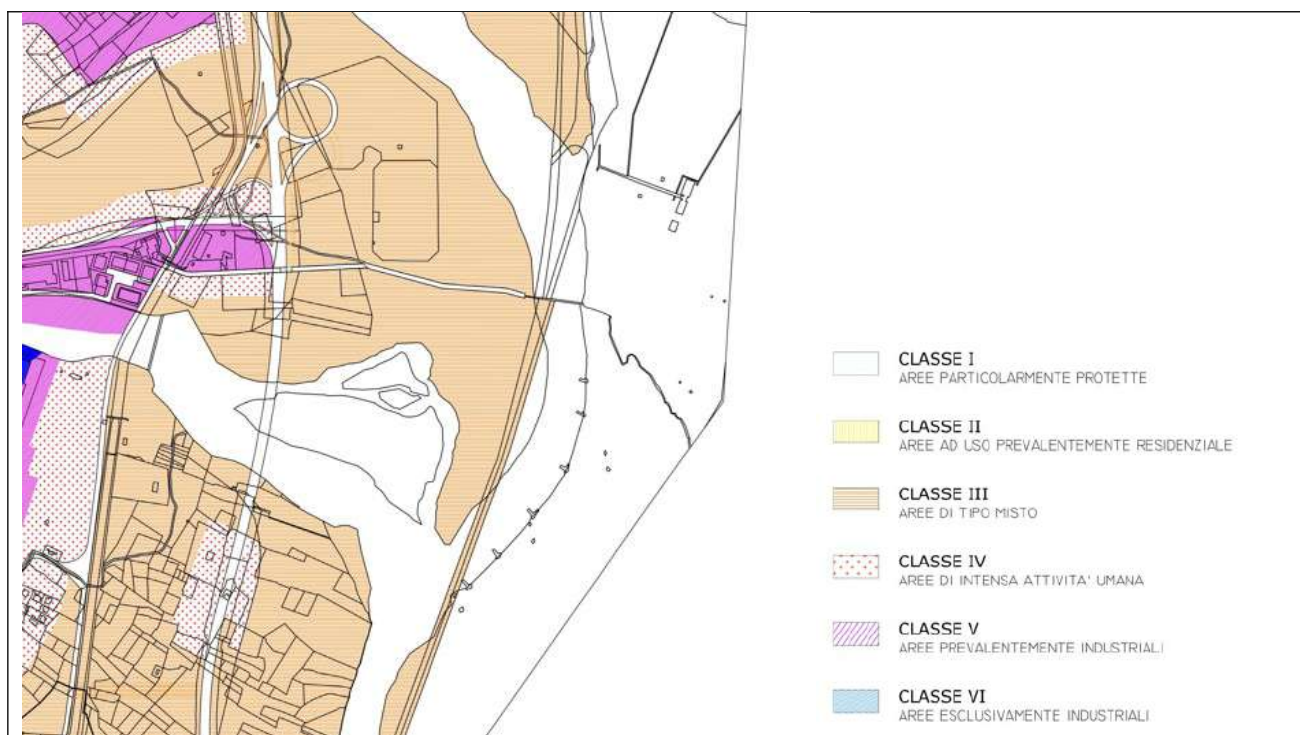 CLASSE I
AREE PARTICOLARMENTE PROTETTE
CLASSE II
AREE AD USO PREVALENTEMENTE RESIDENZIALE
CLASSE III
AREE DI TIPO MISTO
CLASSE IV
AREE DI INTENSA ATTIVITA' UMANA
CLASSE V
AREE PREVALENTEMENTE INDUSTRIALI
CLASSE VI
AREE ESCLUSIVAMENTE INDUSTRIALI